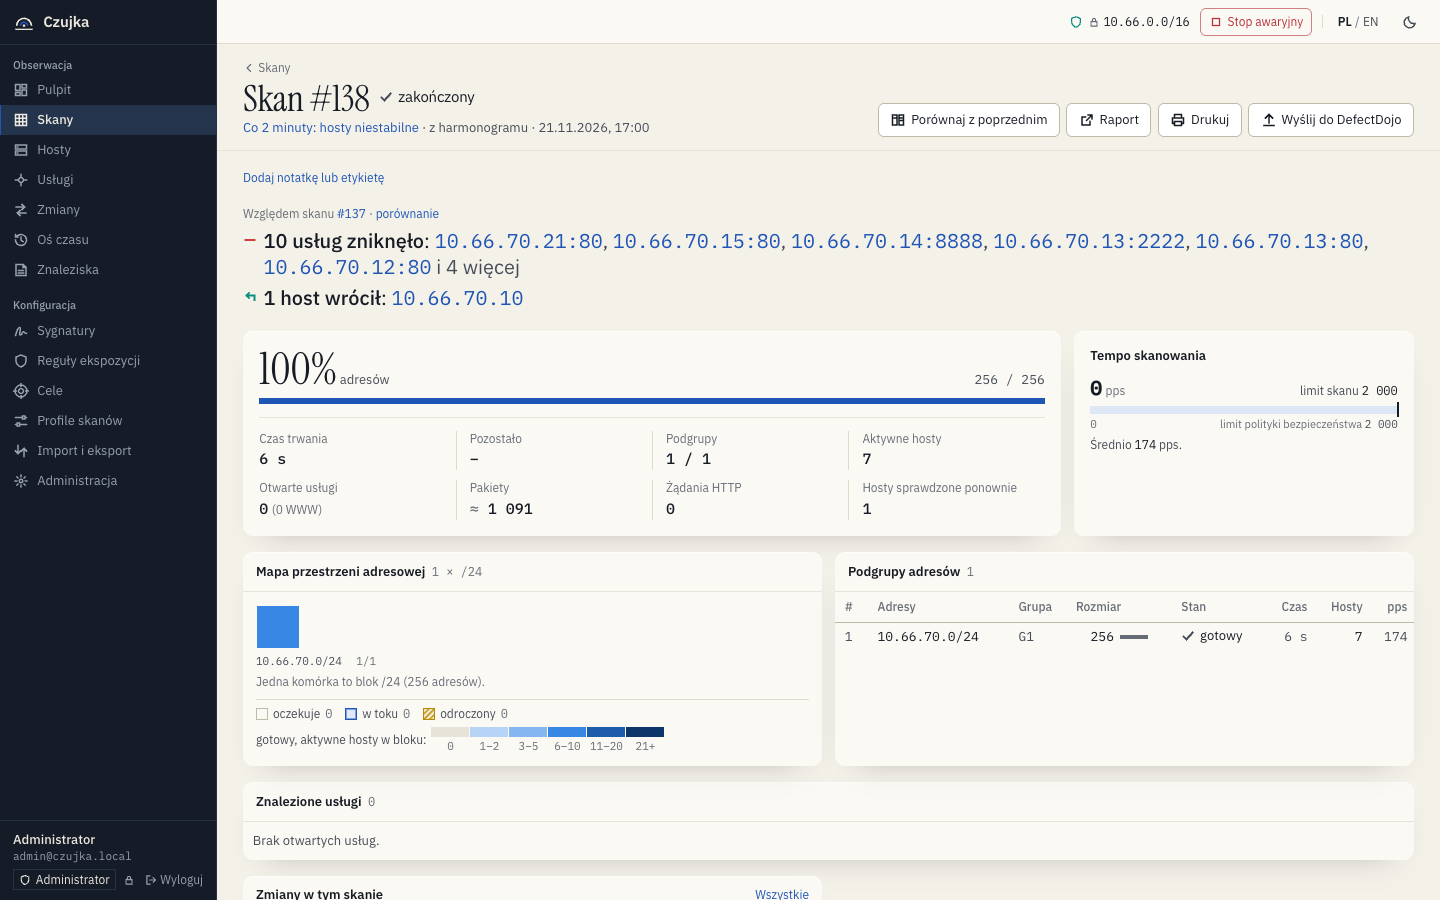 Czujka
Obserwacja
Pulpit
Skany
Hosty
Usługi
Zmiany
Oś czasu
Znaleziska
Konfiguracja
Sygnatury
Reguły ekspozycji
Cele
Profile skanów
Import i eksport
Administracja
Administrator
admin@czujka.local
Administrator
Wyloguj
10.66.0.0/16
Stop awaryjny
PL / EN
Skany
Skan #138 zakończony
Co 2 minuty: hosty niestabilne · z harmonogramu · 21.11.2026, 17:00
Porównaj z poprzednim
Raport
Drukuj
Wyślij do DefectDojo
Dodaj notatkę lub etykietę
Względem skanu #137 · porównanie
− 10 usług zniknęło: 10.66.70.21:80, 10.66.70.15:80, 10.66.70.14:8888, 10.66.70.13:2222, 10.66.70.13:80,
10.66.70.12:80 i 4 więcej
1 host wrócił: 10.66.70.10
100% adresów 256 / 256
Czas trwania Pozostało Podgrupy Aktywne hosty
6 s – 1 / 1 7
Otwarte usługi Pakiety Żądania HTTP Hosty sprawdzone ponownie
0 (0 WWW) ≈ 1 091 0 1
Tempo skanowania
0 pps limit skanu 2 000
0 limit polityki bezpieczeństwa 2 000
Średnio 174 pps.
Mapa przestrzeni adresowej 1 × /24
10.66.70.0/24 1/1
Jedna komórka to blok /24 (256 adresów).
oczekuje 0 w toku 0 odroczony 0
gotowy, aktywne hosty w bloku:
0 1–2 3–5 6–10 11–20 21+
Podgrupy adresów 1
# Adresy Grupa Rozmiar Stan Czas Hosty pps
1 10.66.70.0/24 G1 256 gotowy 6 s 7 174
Znalezione usługi 0
Brak otwartych usług.
Zmiany w tym skanie Wszystkie